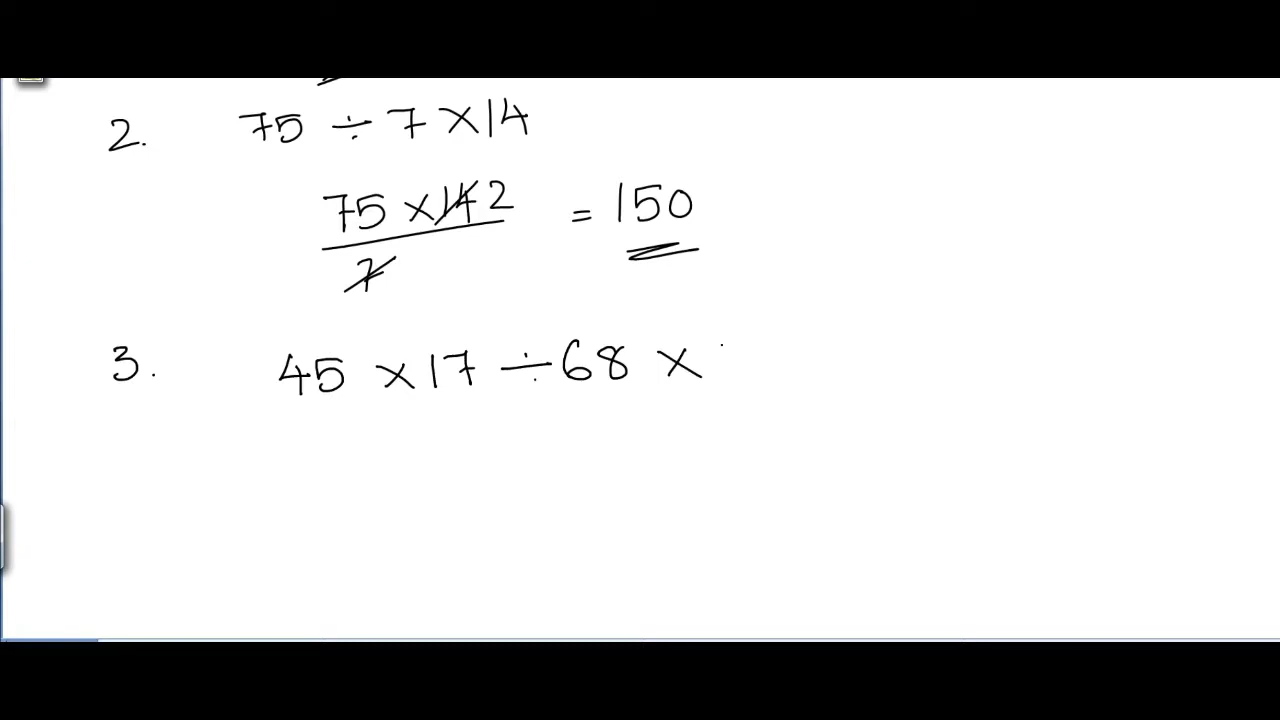 2. 75 ÷ 7 × 14
75 × 14 2 = 150
7
3. 45 × 17 ÷ 68 ×